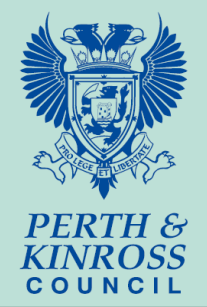 PRO LEGE ET LIBERTATE
PERTH &
KINROSS
COUNCIL